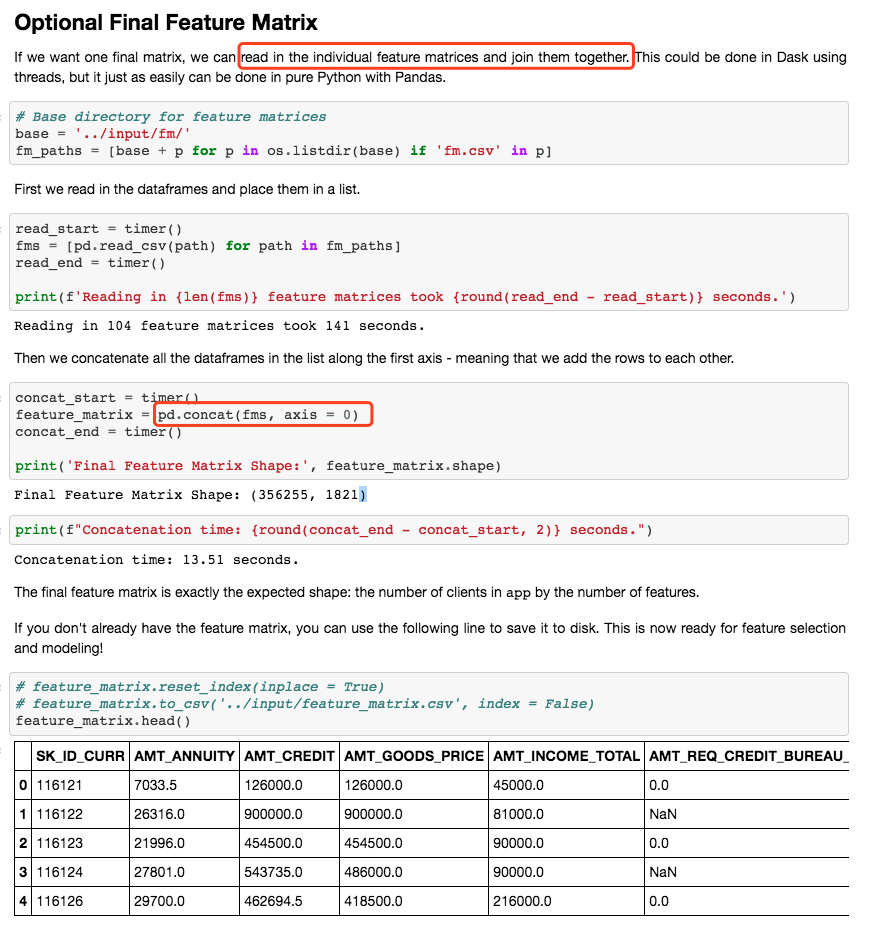 Optional Final Feature Matrix
If we want one final matrix, we can read in the individual feature matrices and join them together. This could be done in Dask using
threads, but it just as easily can be done in pure Python with Pandas.
# Base directory for feature matrices
base = '../input/fm/'
fm_paths = [base + p for p in os.listdir(base) if 'fm.csv' in p]
First we read in the dataframes and place them in a list.
read_start = timer()
fms = [pd.read_csv(path) for path in fm_paths]
read_end = timer()
print(f'Reading in {len(fms)} feature matrices took {round(read_end - read_start)} seconds.')
Reading in 104 feature matrices took 141 seconds.
Then we concatenate all the dataframes in the list along the first axis - meaning that we add the rows to each other.
concat_start = timer()
feature_matrix = pd.concat(fms, axis = 0)
concat_end = timer()
print('Final Feature Matrix Shape:', feature_matrix.shape)
Final Feature Matrix Shape: (356255, 1821)
print(f"Concatenation time: {round(concat_end - concat_start, 2)} seconds.")
Concatenation time: 13.51 seconds.
The final feature matrix is exactly the expected shape: the number of clients in app by the number of features.
If you don't already have the feature matrix, you can use the following line to save it to disk. This is now ready for feature selection
and modeling!
# feature_matrix.reset_index(inplace = True)
# feature_matrix.to_csv('../input/feature_matrix.csv', index = False)
feature_matrix.head()
SK_ID_CURR AMT_ANNUITY AMT_CREDIT AMT_GOODS_PRICE AMT_INCOME_TOTAL AMT_REQ_CREDIT_BUREAU_
0 116121 7033.5 126000.0 126000.0 45000.0 0.0
1 116122 26316.0 900000.0 900000.0 81000.0 NaN
2 116123 21996.0 454500.0 454500.0 90000.0 0.0
3 116124 27801.0 543735.0 486000.0 90000.0 NaN
4 116126 29700.0 462694.5 418500.0 216000.0 0.0